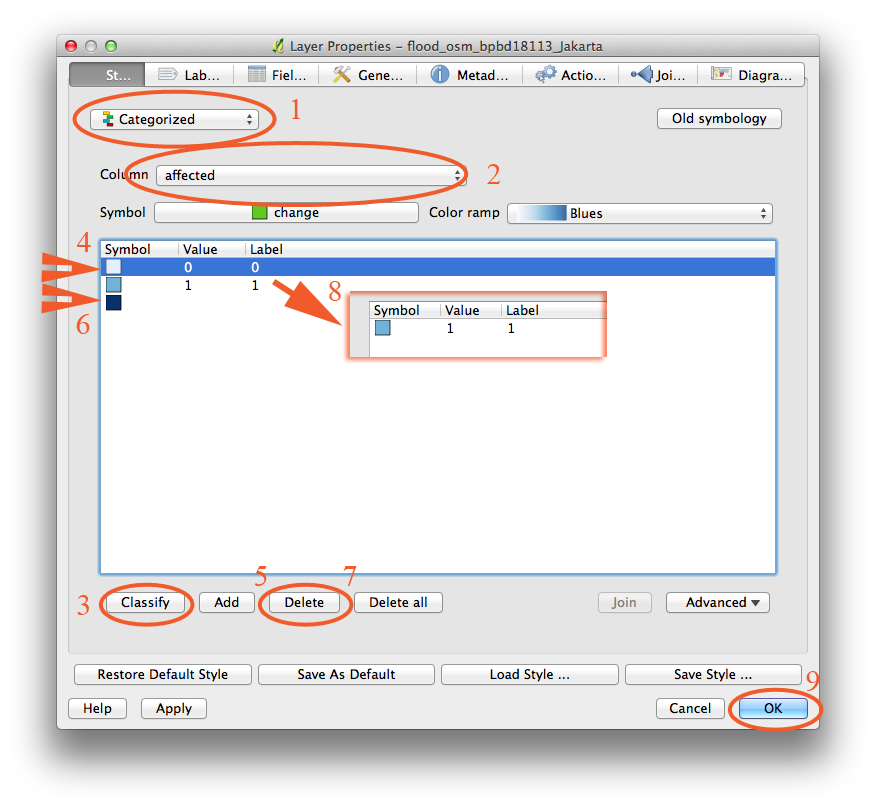 Layer Properties – flood_osm_bpbd18113_Jakarta
St... Lab... Fiel... Gene... Metad... Actio... Joi... Diagra...
1
Categorized Old symbology
Column affected 2
Symbol change Color ramp Blues
4
Symbol Value Label
0 0
1 1
8
6
Symbol Value Label
1 1
5 7
3 Classify Add Delete Delete all Join Advanced
Restore Default Style Save As Default Load Style ... Save Style ...
9
Help Apply Cancel OK